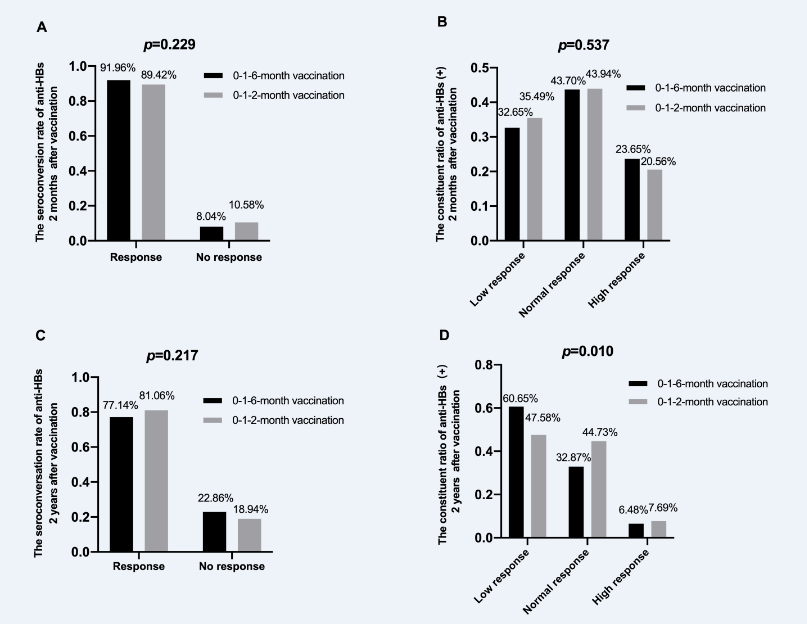 A
p=0.229
The seroconversion rate of anti-HBs
2 months after vaccination
1.0
0.8
0.6
0.4
0.2
0.0
91.96%
89.42%
8.04%
10.58%
0-1-6-month vaccination
0-1-2-month vaccination
Response
No response
B
p=0.537
The constituent ratio of anti-HBs (+)
2 months after vaccination
0.5
0.4
0.3
0.2
0.1
0.0
32.65%
35.49%
43.70%
43.94%
23.65%
20.56%
0-1-6-month vaccination
0-1-2-month vaccination
Low response
Normal response
High response
C
p=0.217
The seroconversation rate of anti-HBs
2 years after vaccination
1.0
0.8
0.6
0.4
0.2
0.0
77.14%
81.06%
22.86%
18.94%
0-1-6-month vaccination
0-1-2-month vaccination
Response
No response
D
p=0.010
The constituent ratio of anti-HBs (+)
2 years after vaccination
0.8
0.6
0.4
0.2
0.0
60.65%
47.58%
32.87%
44.73%
6.48%
7.69%
0-1-6-month vaccination
0-1-2-month vaccination
Low response
Normal response
High response